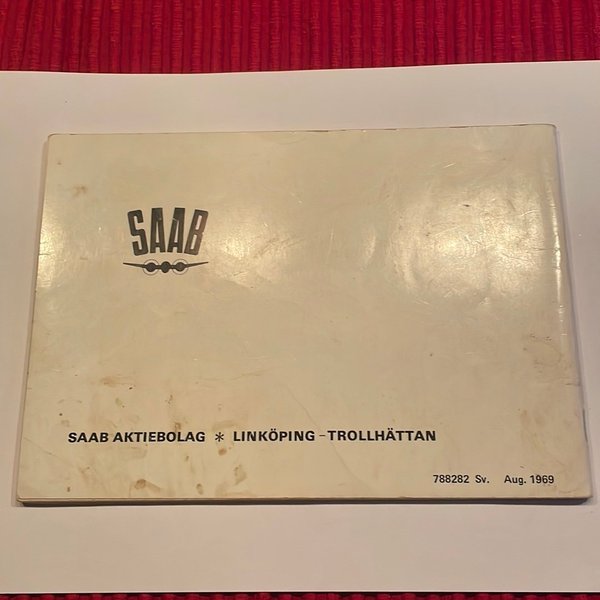 SAAB
SAAB AKTIEBOLAG * LINKÖPING - TROLLHÄTTAN
788282 Sv. Aug. 1969